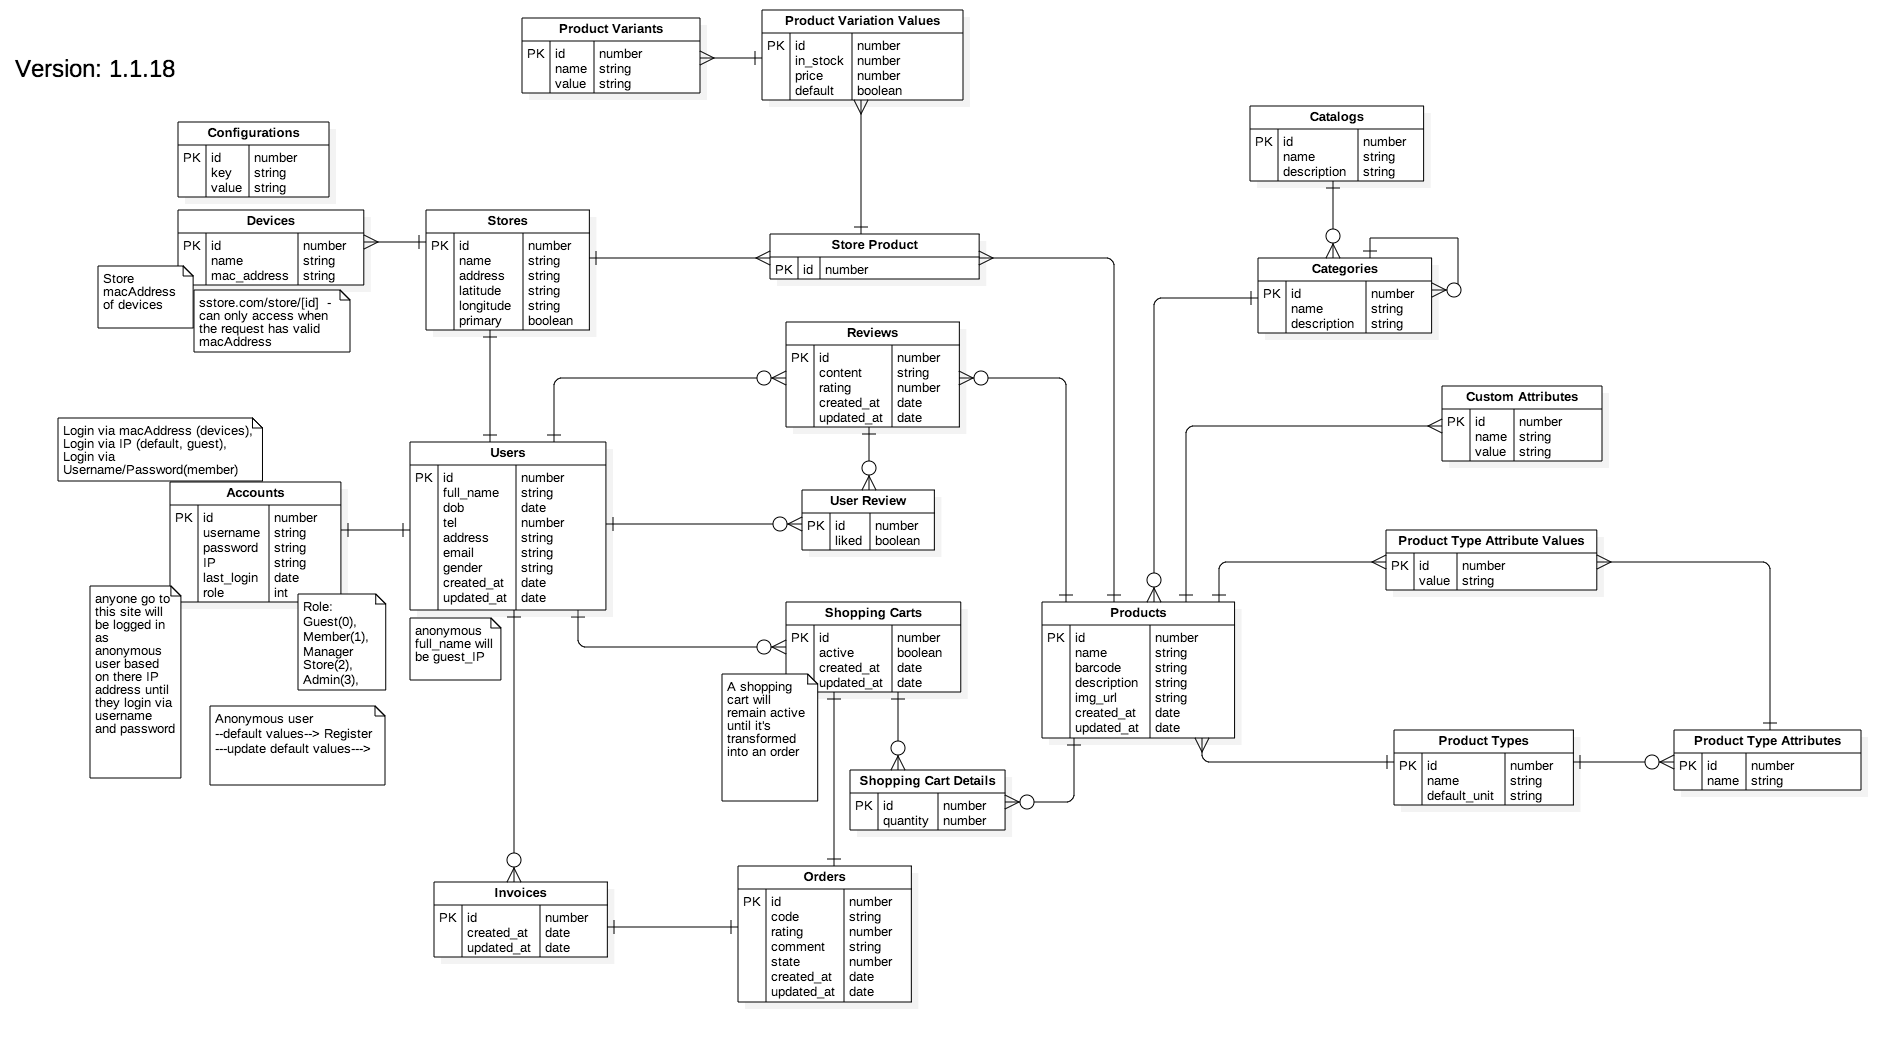 Version: 1.1.18
Product Variants
PK id number
name string
value string
Product Variation Values
PK id number
in_stock number
price number
default boolean
Configurations
PK id number
key string
value string
Catalogs
PK id number
name string
description string
Devices
PK id number
name string
mac_address string
Store
macAddress
of devices
sstore.com/store/[id] -
can only access when
the request has valid
macAddress
Stores
PK id number
name string
address string
latitude string
longitude string
primary boolean
Store Product
PK id number
Categories
PK id number
name string
description string
Reviews
PK id number
content string
rating number
created_at date
updated_at date
Custom Attributes
PK id number
name string
value string
Login via macAddress (devices),
Login via IP (default, guest),
Login via
Username/Password(member)
Accounts
PK id number
username string
password string
IP string
last_login date
role int
Users
PK id number
full_name string
dob date
tel number
address string
email string
gender string
created_at date
updated_at date
User Review
PK id number
liked boolean
Product Type Attribute Values
PK id number
value string
anyone go to
this site will
be logged in
as
anonymous
user based
on there IP
address until
they login via
username
and password
Role:
Guest(0),
Member(1),
Manager
Store(2),
Admin(3),
anonymous
full_name will
be guest_IP
Anonymous user
--default values--> Register
---update default values--->
Shopping Carts
PK id number
active boolean
created_at date
updated_at date
A shopping
cart will
remain active
until it's
transformed
into an order
Products
PK id number
name string
barcode string
description string
img_url string
created_at date
updated_at date
Shopping Cart Details
PK id number
quantity number
Product Types
PK id number
name string
default_unit string
Product Type Attributes
PK id number
name string
Invoices
PK id number
created_at date
updated_at date
Orders
PK id number
code string
rating number
comment string
state number
created_at date
updated_at date